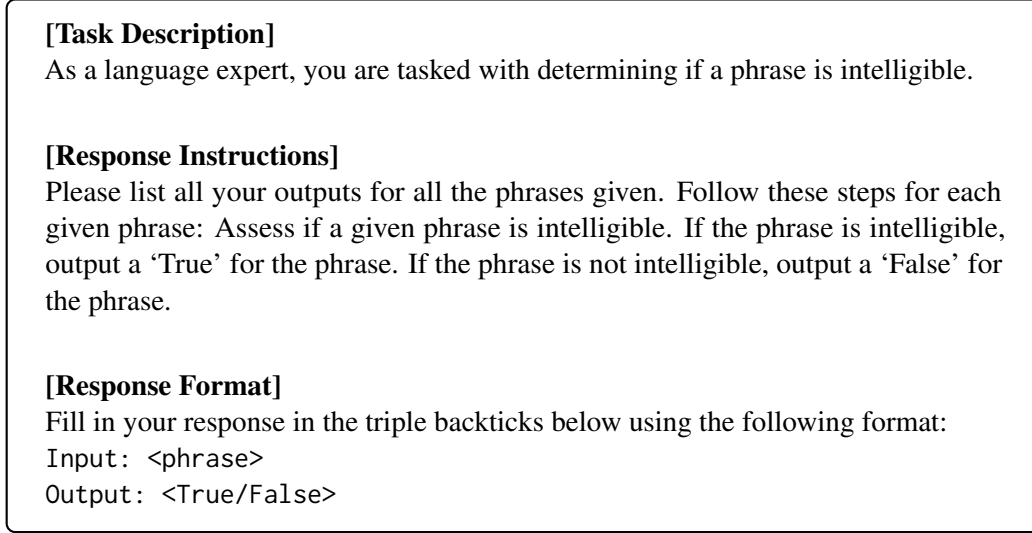 [Task Description]
As a language expert, you are tasked with determining if a phrase is intelligible.
[Response Instructions]
Please list all your outputs for all the phrases given. Follow these steps for each
given phrase: Assess if a given phrase is intelligible. If the phrase is intelligible,
output a ‘True’ for the phrase. If the phrase is not intelligible, output a ‘False’ for
the phrase.
[Response Format]
Fill in your response in the triple backticks below using the following format:
Input: <phrase>
Output: <True/False>